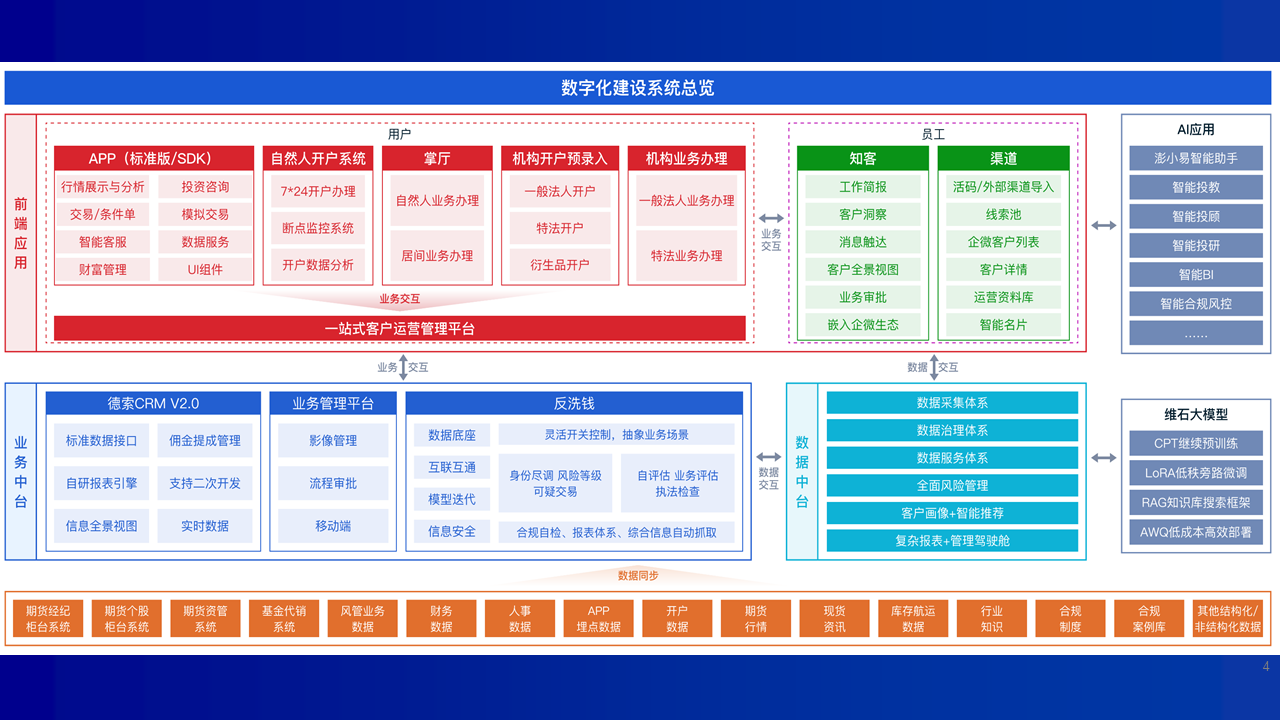 数字化建设系统总览
前端应用
用户
APP（标准版/SDK）
行情展示与分析
投资咨询
交易/条件单
模拟交易
智能客服
数据服务
财富管理
UI组件
自然人开户系统
7*24开户办理
断点监控系统
开户数据分析
掌厅
自然人业务办理
居间业务办理
机构开户预录入
一般法人开户
特法开户
衍生品开户
机构业务办理
一般法人业务办理
特法业务办理
业务交互
一站式客户运营管理平台
业务
交互
员工
知客
工作简报
客户洞察
消息触达
客户全景视图
业务审批
嵌入企微生态
渠道
活码/外部渠道导入
线索池
企微客户列表
客户详情
运营资料库
智能名片
AI应用
澎小易智能助手
智能投教
智能投顾
智能投研
智能BI
智能合规风控
……
业务 交互
数据 交互
业务中台
德索CRM V2.0
标准数据接口
佣金提成管理
自研报表引擎
支持二次开发
信息全景视图
实时数据
业务管理平台
影像管理
流程审批
移动端
反洗钱
数据底座
互联互通
模型迭代
信息安全
灵活开关控制，抽象业务场景
身份尽调 风险等级
可疑交易
自评估 业务评估
执法检查
合规自检、报表体系、综合信息自动抓取
数据
交互
数据中台
数据采集体系
数据治理体系
数据服务体系
全面风险管理
客户画像+智能推荐
复杂报表+管理驾驶舱
维石大模型
CPT继续预训练
LoRA低秩旁路微调
RAG知识库搜索框架
AWQ低成本高效部署
数据同步
期货经纪
柜台系统
期货个股
柜台系统
期货资管
系统
基金代销
系统
风管业务
数据
财务
数据
人事
数据
APP
埋点数据
开户
数据
期货
行情
现货
资讯
库存航运
数据
行业
知识
合规
制度
合规
案例库
其他结构化/
非结构化数据
4